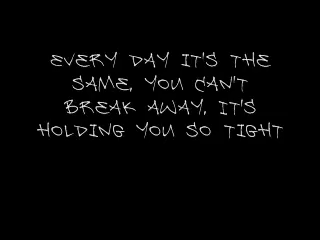 EVERY DAY IT'S THE
SAME, YOU CAN'T
BREAK AWAY, IT'S
HOLDING YOU SO TIGHT